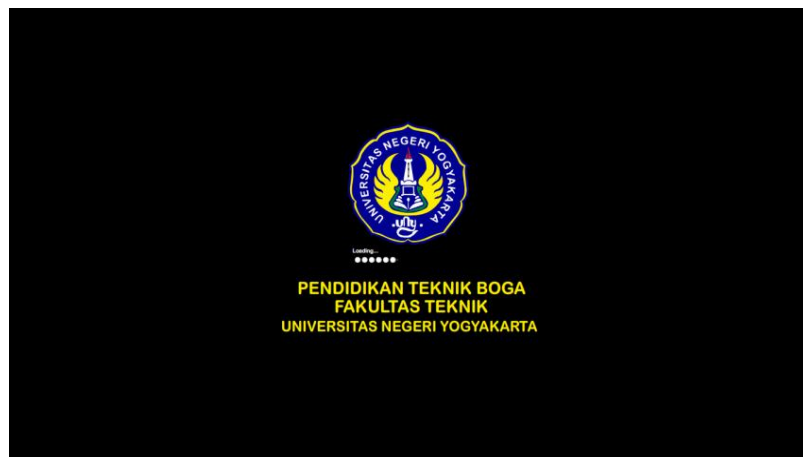 UNIVERSITAS NEGERI YOGYAKARTA
uny
Loading...
PENDIDIKAN TEKNIK BOGA
FAKULTAS TEKNIK
UNIVERSITAS NEGERI YOGYAKARTA